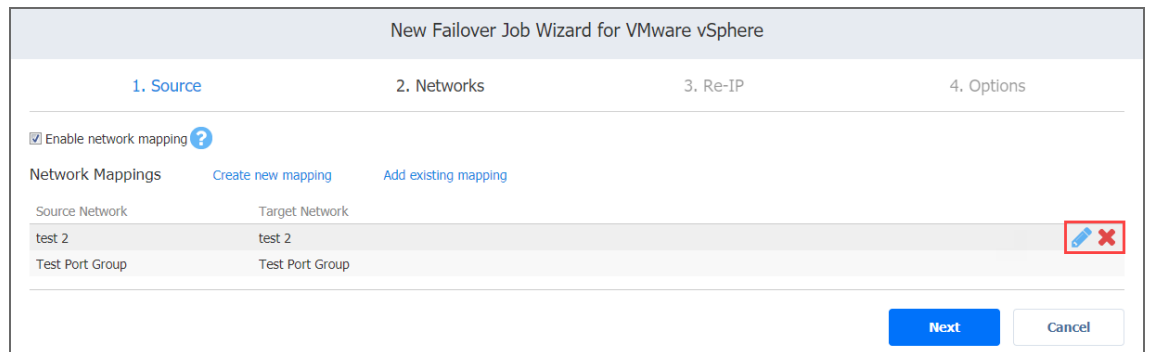 New Failover Job Wizard for VMware vSphere
1. Source 2. Networks 3. Re-IP 4. Options
Enable network mapping ?
Network Mappings Create new mapping Add existing mapping
Source Network Target Network
test 2 test 2
Test Port Group Test Port Group
Next Cancel